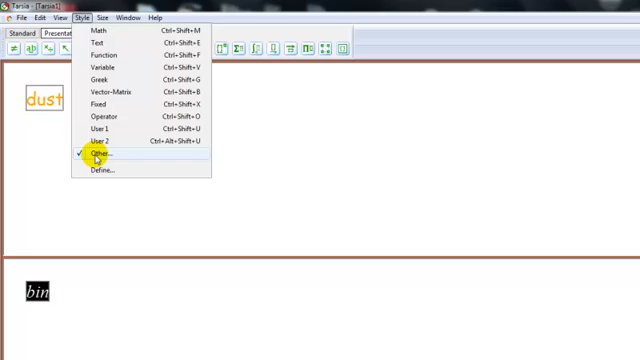 Tarsia - [Tarsia1]
File Edit View Style Size Window Help
Standard Presentat
Math Ctrl+Shift+M
Text Ctrl+Shift+E
Function Ctrl+Shift+F
Variable Ctrl+Shift+V
Greek Ctrl+Shift+G
Vector-Matrix Ctrl+Shift+B
Fixed Ctrl+Shift+X
Operator Ctrl+Shift+O
User 1 Ctrl+Shift+U
User 2 Ctrl+Alt+Shift+U
Other...
Define...
dust
bin